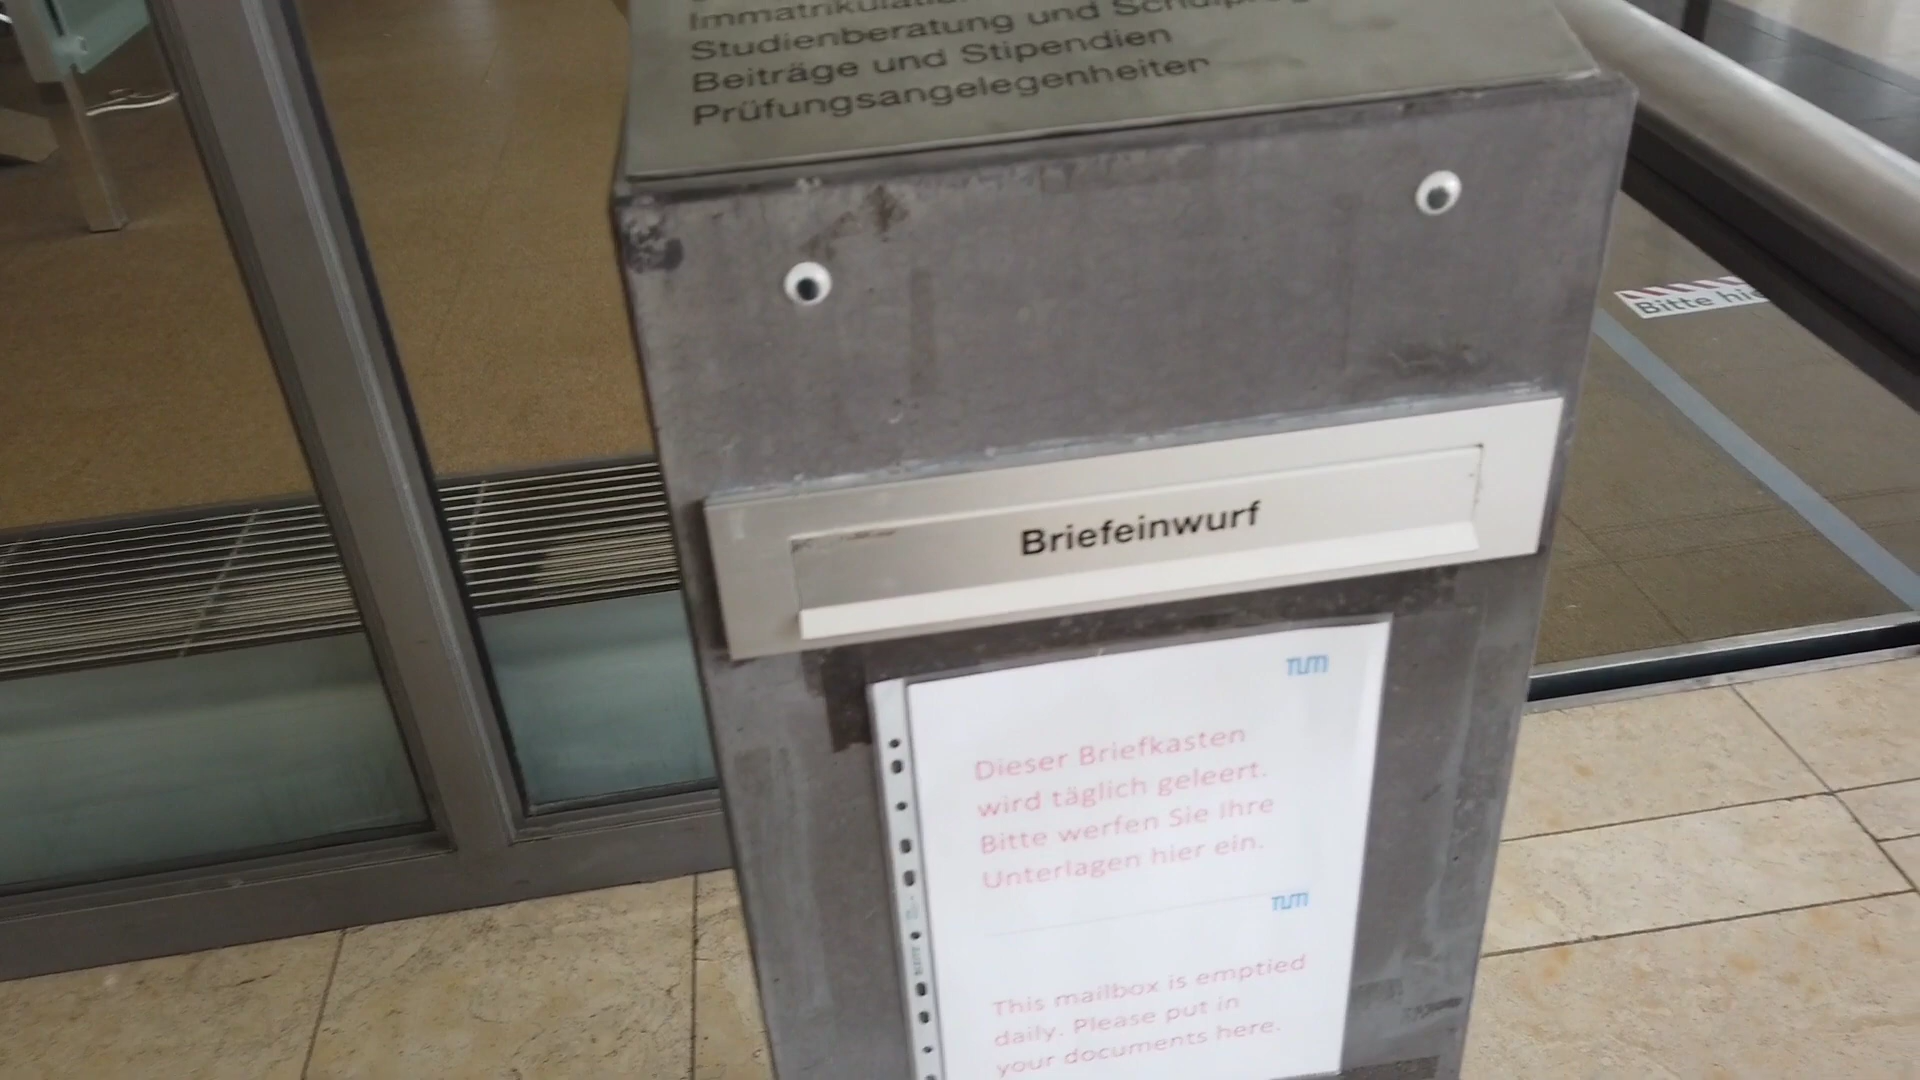 Studienberatung und
Beiträge und Stipendien
Prüfungsangelegenheiten
Bitte
Briefeinwurf
TUM
Dieser Briefkasten
wird täglich geleert.
Bitte werfen Sie Ihre
Unterlagen hier ein.
TUM
This mailbox is emptied
daily. Please put in
your documents here.